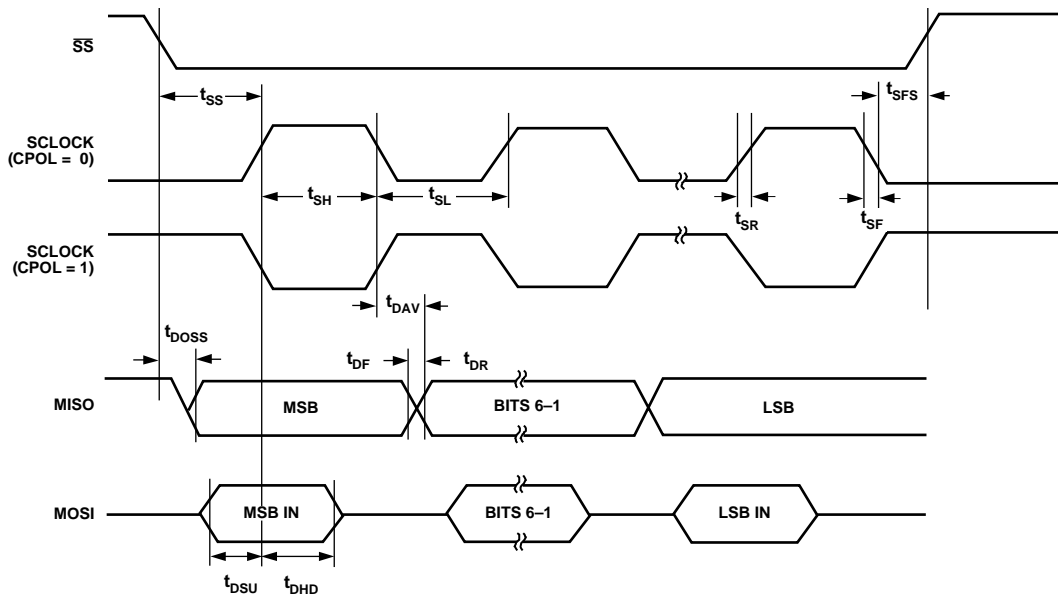 S̅S̅
tSS
tSFS
SCLOCK
(CPOL = 0)
tSH
tSL
tSR
tSF
SCLOCK
(CPOL = 1)
tDAV
tDOSS
tDF
tDR
MISO
MSB
BITS 6–1
LSB
MOSI
MSB IN
BITS 6–1
LSB IN
tDSU
tDHD